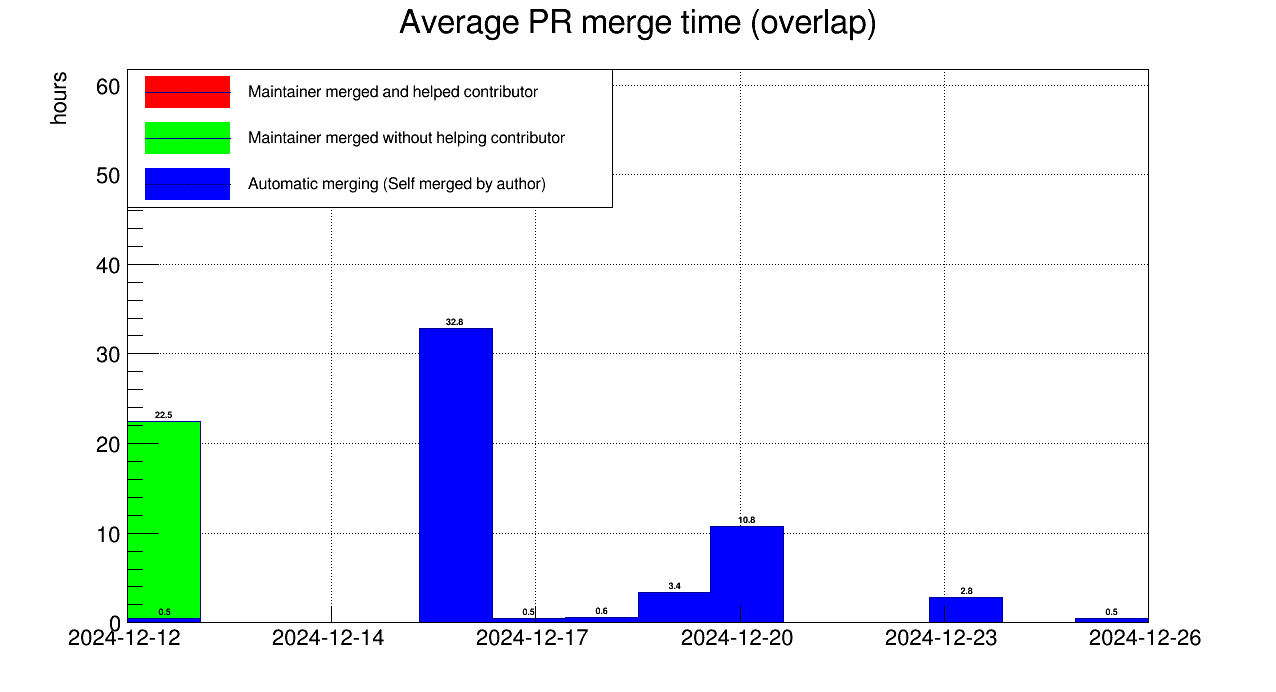 Average PR merge time (overlap)
hours
Maintainer merged and helped contributor
Maintainer merged without helping contributor
Automatic merging (Self merged by author)
60
50
40
30
20
10
0
22.5
0.5
32.8
0.5
0.6
3.4
10.8
2.8
0.5
2024-12-12 2024-12-14 2024-12-17 2024-12-20 2024-12-23 2024-12-26